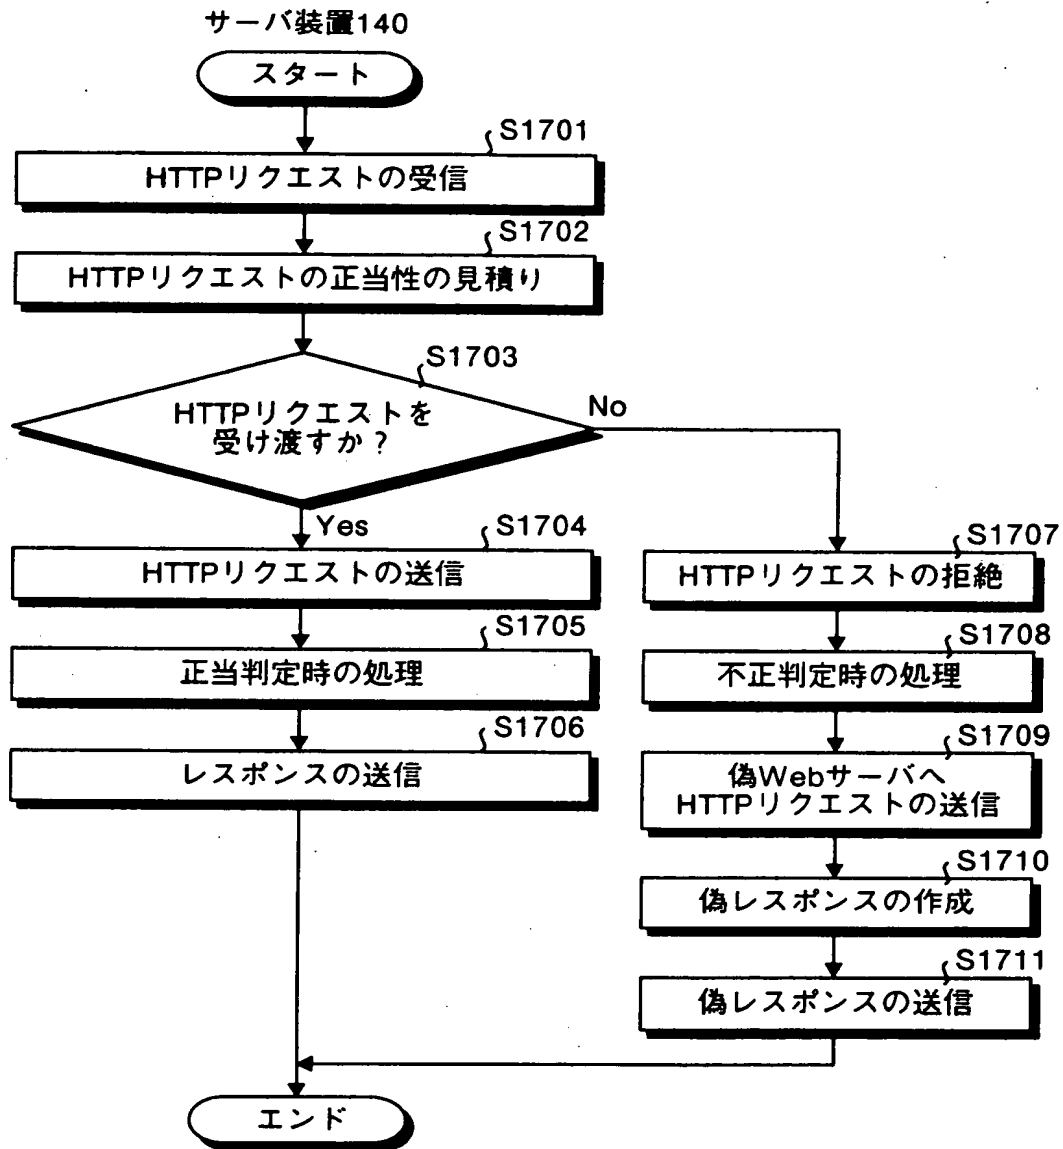 サーバ装置140
スタート
S1701
HTTPリクエストの受信
S1702
HTTPリクエストの正当性の見積り
S1703
HTTPリクエストを
受け渡すか？
No
Yes
S1704
HTTPリクエストの送信
S1705
正当判定時の処理
S1706
レスポンスの送信
S1707
HTTPリクエストの拒絶
S1708
不正判定時の処理
S1709
偽Webサーバへ
HTTPリクエストの送信
S1710
偽レスポンスの作成
S1711
偽レスポンスの送信
エンド